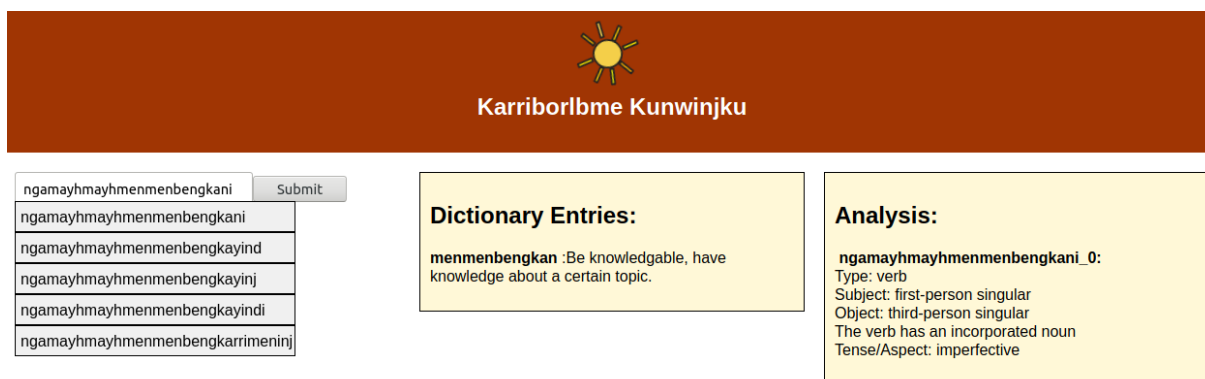 Karriborlbme Kunwinjku
ngamayhmayhmenmenbengkani
Submit
ngamayhmayhmenmenbengkani
ngamayhmayhmenmenbengkayind
ngamayhmayhmenmenbengkayinj
ngamayhmayhmenmenbengkayindi
ngamayhmayhmenmenbengkarrimeninj
Dictionary Entries:
menmenbengkan :Be knowledgable, have
knowledge about a certain topic.
Analysis:
ngamayhmayhmenmenbengkani_0:
Type: verb
Subject: first-person singular
Object: third-person singular
The verb has an incorporated noun
Tense/Aspect: imperfective